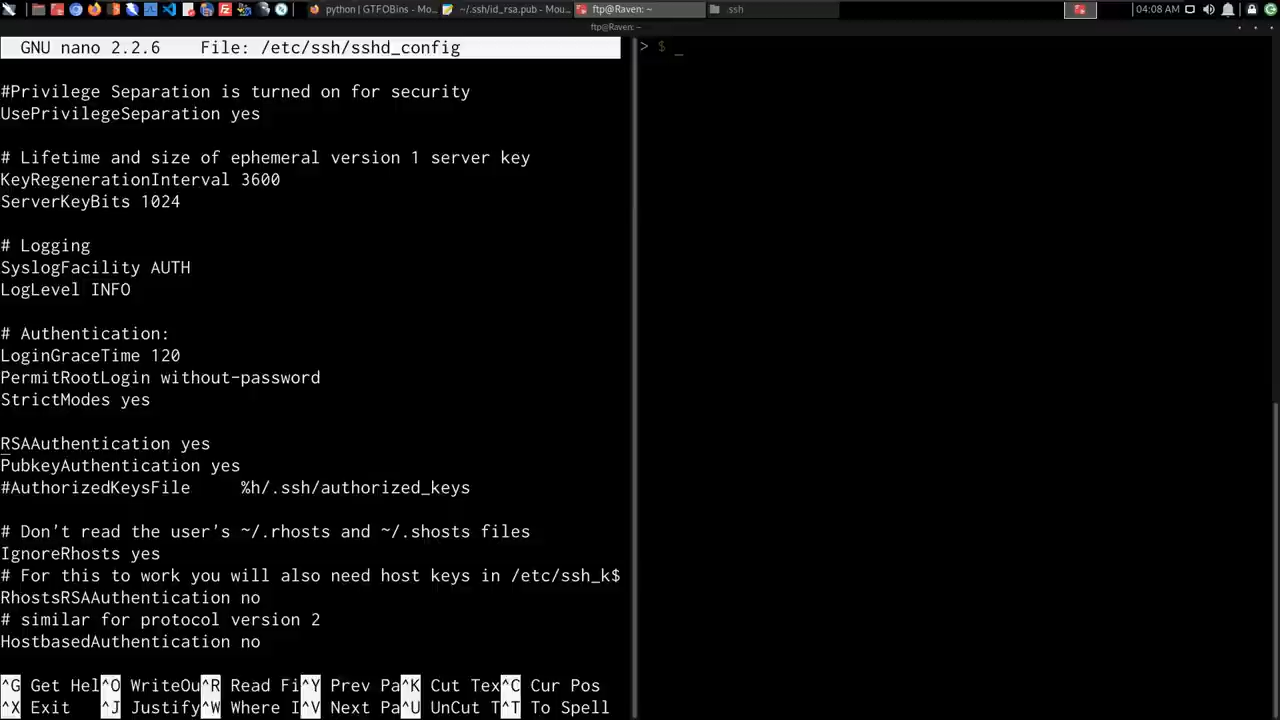 python | GTFOBins - Mo...
~/.ssh/id_rsa.pub - Mou...
ftp@Raven: ~
.ssh
04:08 AM
ftp@Raven: ~
GNU nano 2.2.6    File: /etc/ssh/sshd_config
> $ _
#Privilege Separation is turned on for security
UsePrivilegeSeparation yes
# Lifetime and size of ephemeral version 1 server key
KeyRegenerationInterval 3600
ServerKeyBits 1024
# Logging
SyslogFacility AUTH
LogLevel INFO
# Authentication:
LoginGraceTime 120
PermitRootLogin without-password
StrictModes yes
RSAAuthentication yes
PubkeyAuthentication yes
#AuthorizedKeysFile     %h/.ssh/authorized_keys
# Don't read the user's ~/.rhosts and ~/.shosts files
IgnoreRhosts yes
# For this to work you will also need host keys in /etc/ssh_k$
RhostsRSAAuthentication no
# similar for protocol version 2
HostbasedAuthentication no
^G Get Hel^O WriteOu^R Read Fi^Y Prev Pa^K Cut Tex^C Cur Pos
^X Exit   ^J Justify^W Where I^V Next Pa^U UnCut T^T To Spell